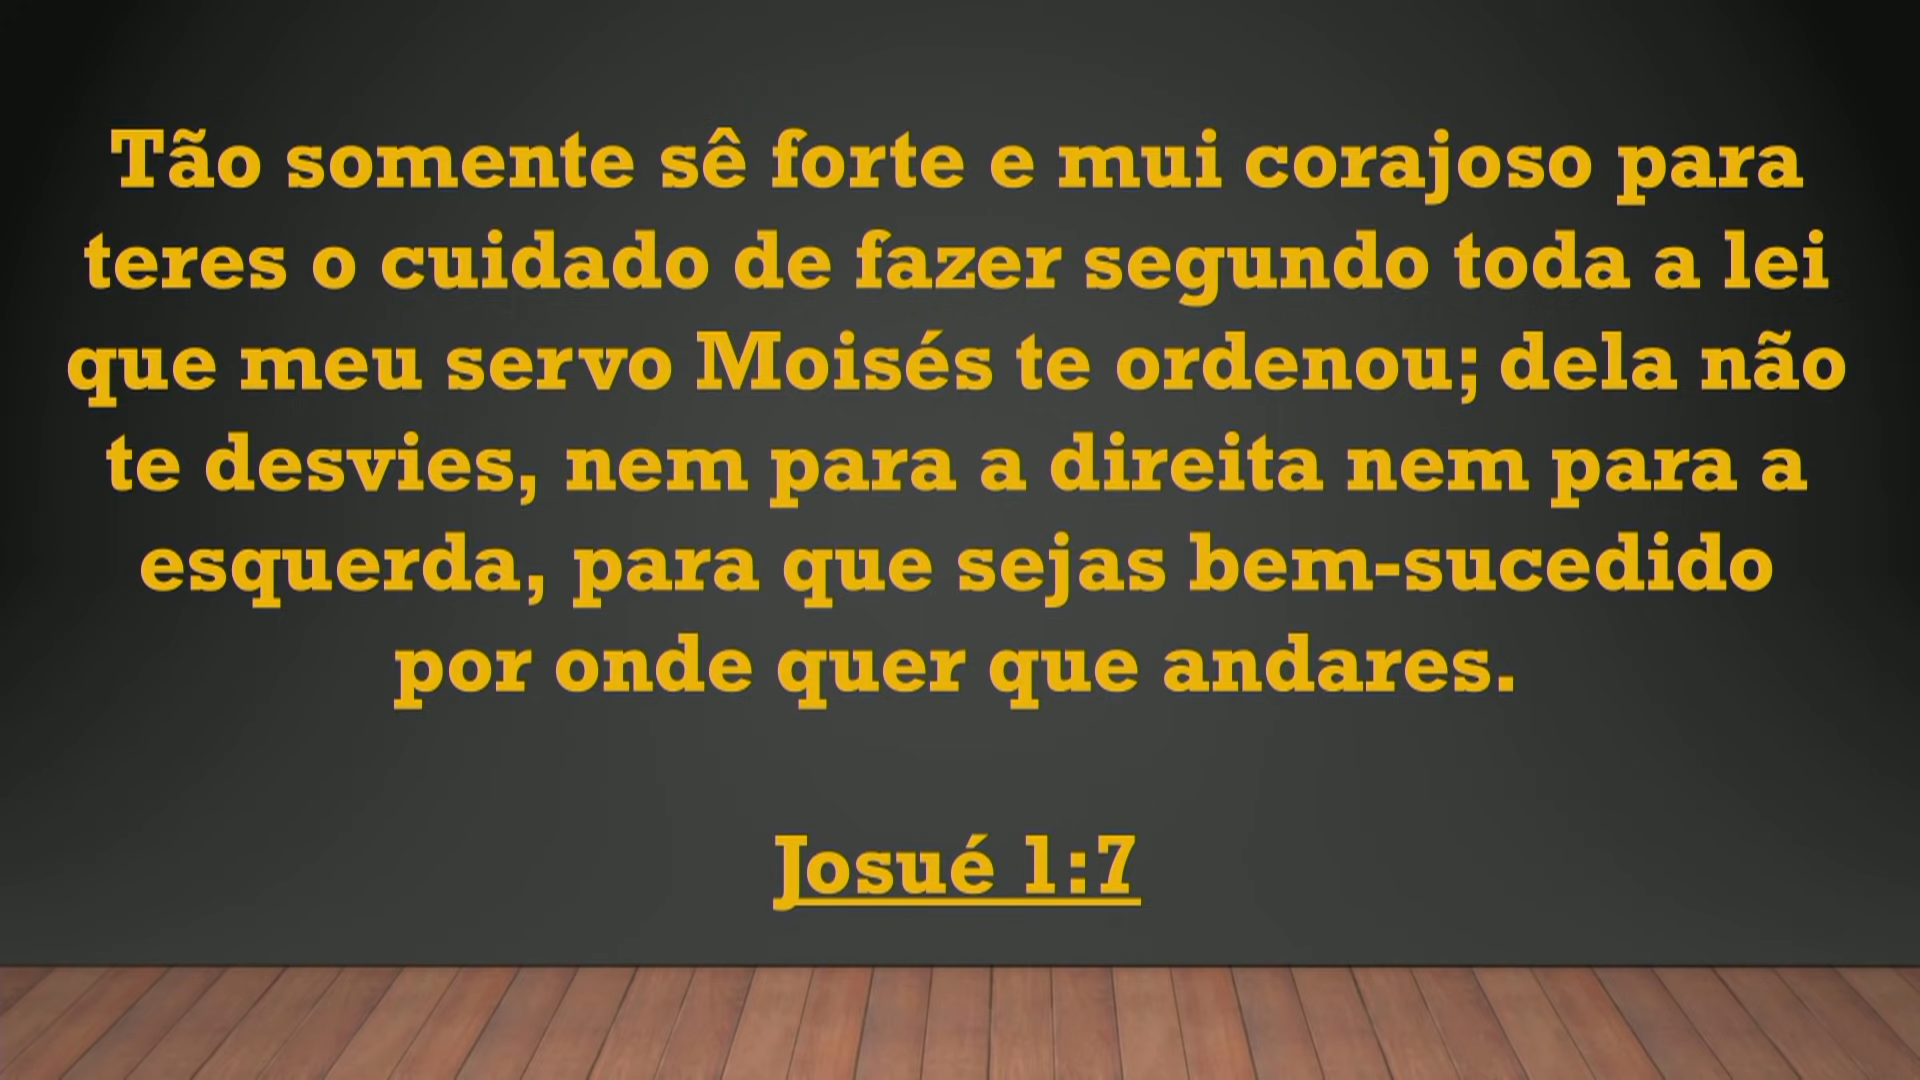 Tão somente sê forte e mui corajoso para
teres o cuidado de fazer segundo toda a lei
que meu servo Moisés te ordenou; dela não
te desvies, nem para a direita nem para a
esquerda, para que sejas bem-sucedido
por onde quer que andares.
Josué 1:7